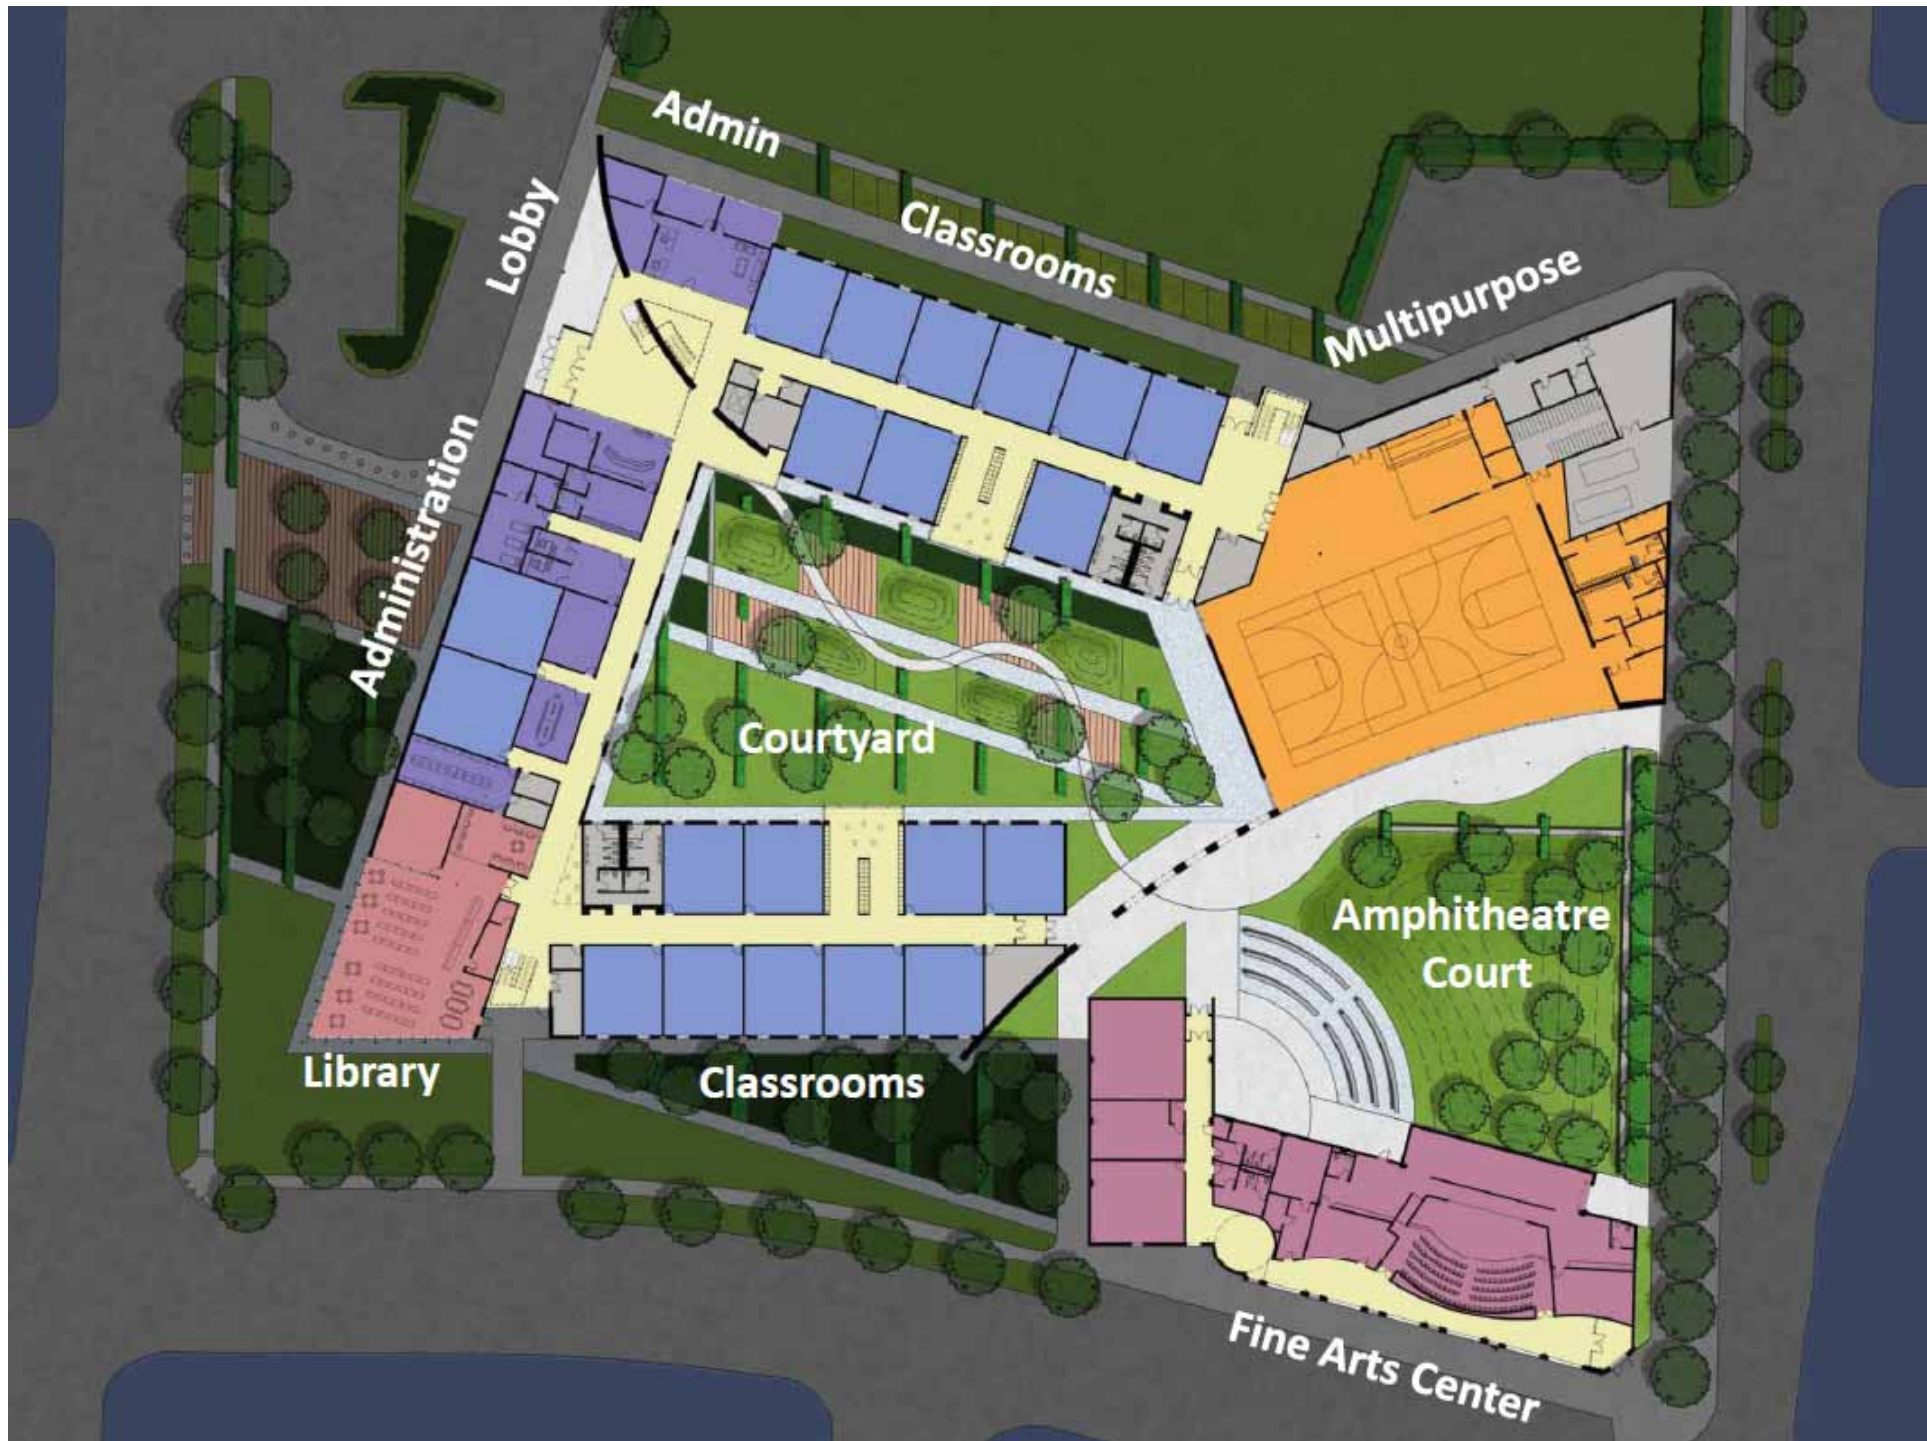 Admin
Lobby
Classrooms
Multipurpose
Administration
Courtyard
Amphitheatre
Court
Library
Classrooms
Fine Arts Center